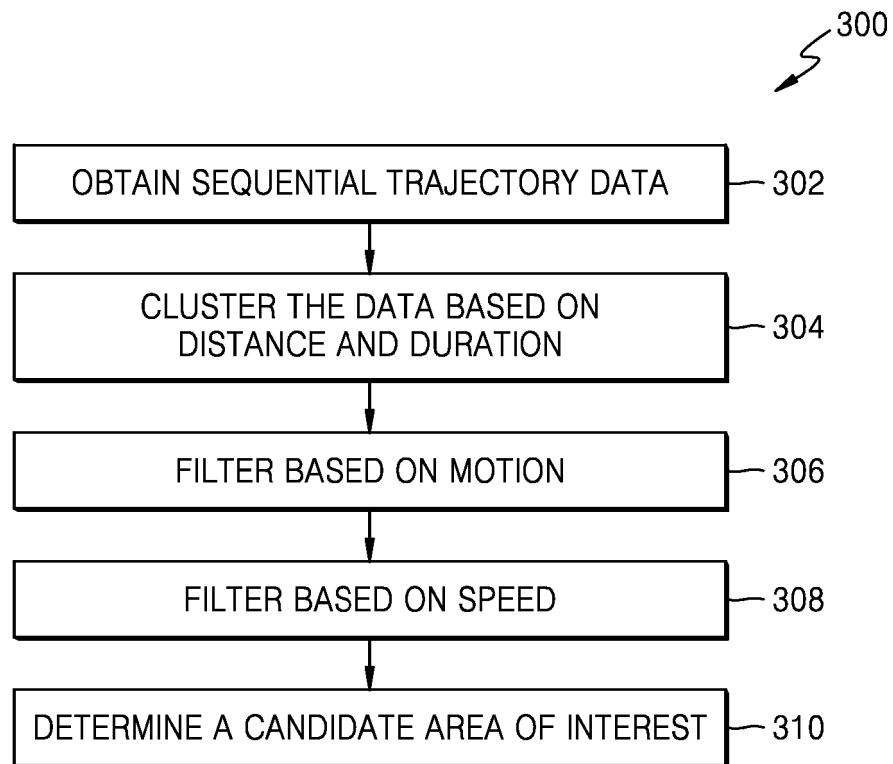 300
OBTAIN SEQUENTIAL TRAJECTORY DATA
302
CLUSTER THE DATA BASED ON
DISTANCE AND DURATION
304
FILTER BASED ON MOTION
306
FILTER BASED ON SPEED
308
DETERMINE A CANDIDATE AREA OF INTEREST
310